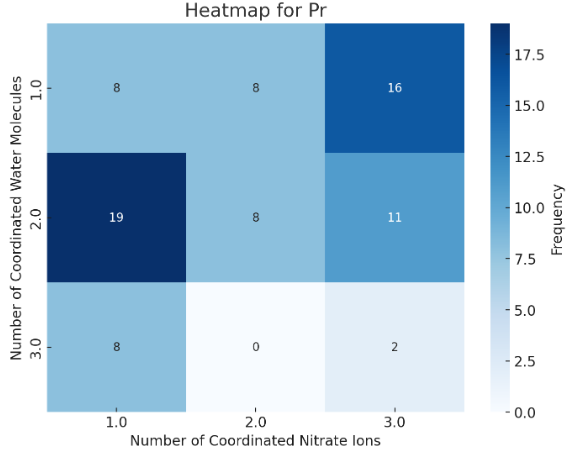 Heatmap for Pr
Number of Coordinated Water Molecules
1.0
8 8 16
2.0
19 8 11
3.0
8 0 2
1.0 2.0 3.0
Number of Coordinated Nitrate Ions
17.5
15.0
12.5
10.0
7.5
5.0
2.5
0.0
Frequency